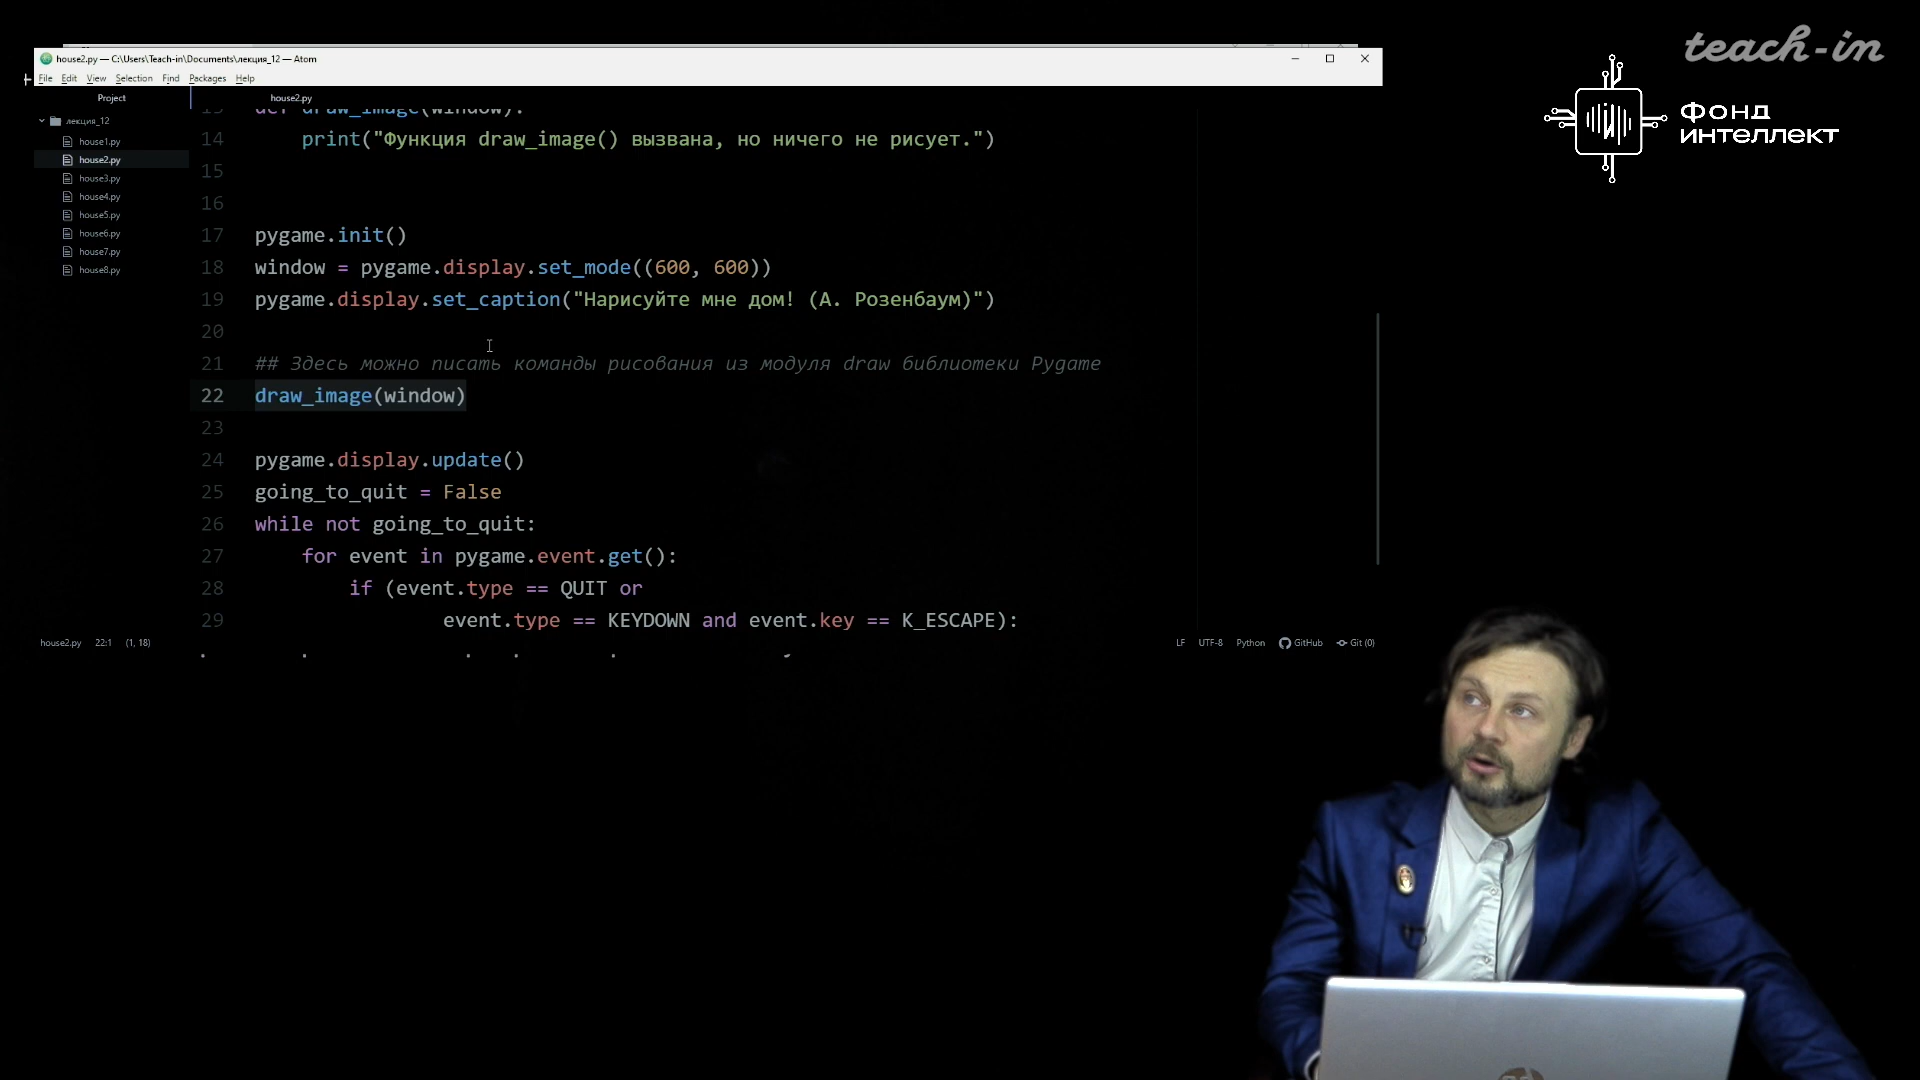 teach-in
ФОНД
ИНТЕЛЛЕКТ
house2.py — C:\Users\Teach-in\Documents\лекция_12 — Atom
File Edit View Selection Find Packages Help
Project
house2.py
лекция_12
house1.py
house2.py
house3.py
house4.py
house5.py
house6.py
house7.py
house8.py
13 def draw_image(window):
14 print("Функция draw_image() вызвана, но ничего не рисует.")
15
16
17 pygame.init()
18 window = pygame.display.set_mode((600, 600))
19 pygame.display.set_caption("Нарисуйте мне дом! (А. Розенбаум)")
20
21 ## Здесь можно писать команды рисования из модуля draw библиотеки Pygame
22 draw_image(window)
23
24 pygame.display.update()
25 going_to_quit = False
26 while not going_to_quit:
27 for event in pygame.event.get():
28 if (event.type == QUIT or
29 event.type == KEYDOWN and event.key == K_ESCAPE):
house2.py 22:1 (1, 18)
LF UTF-8 Python GitHub Git (0)